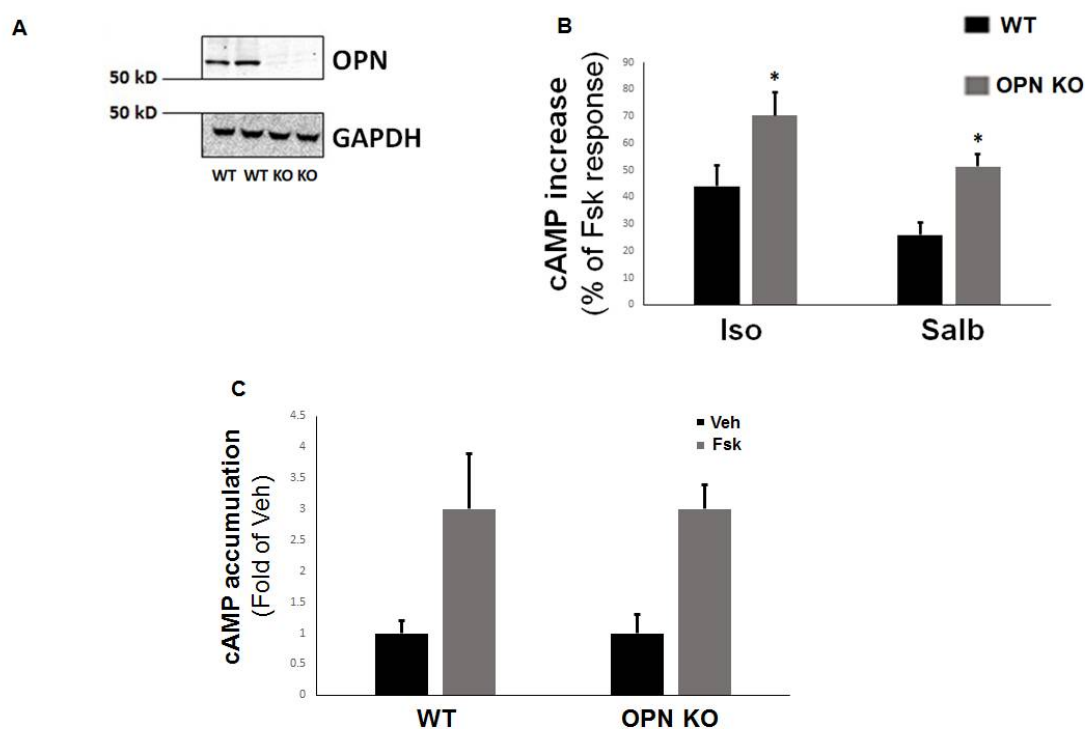 A
OPN
50 kD
50 kD
GAPDH
WT WT KO KO
B
WT
OPN KO
cAMP increase
(% of Fsk response)
90
80
70
60
50
40
30
20
10
0
*
*
Iso Salb
C
Veh
Fsk
cAMP accumulation
(Fold of Veh)
4.5
4
3.5
3
2.5
2
1.5
1
0.5
0
WT OPN KO